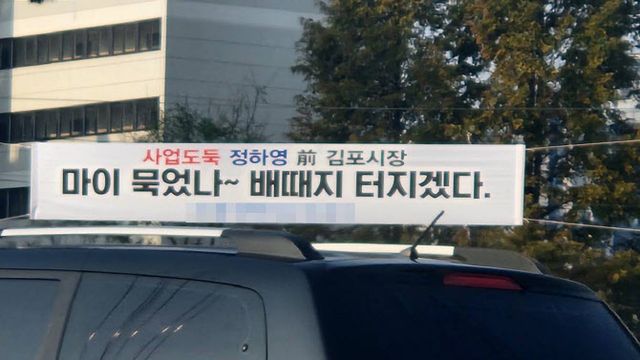 사업도둑 정하영 前 김포시장
마이 묵었나~ 배때지 터지겠다.